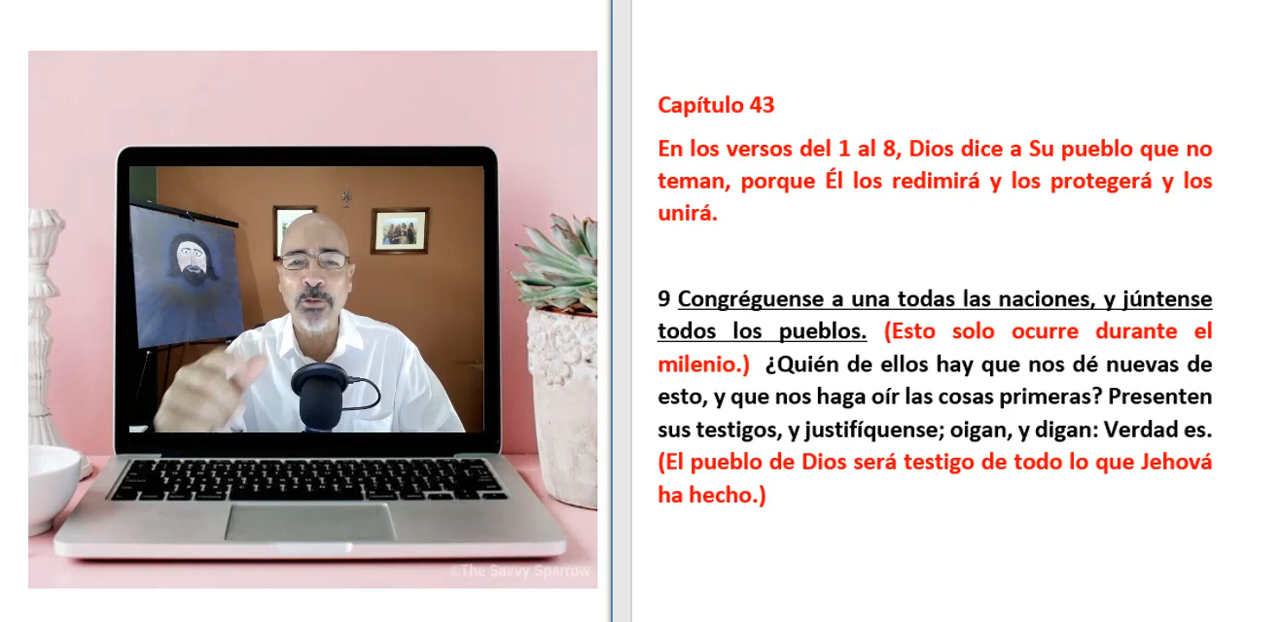 Capítulo 43
En los versos del 1 al 8, Dios dice a Su pueblo que no
teman, porque Él los redimirá y los protegerá y los
unirá.
9 Congréguense a una todas las naciones, y júntense
todos los pueblos. (Esto solo ocurre durante el
milenio.) ¿Quién de ellos hay que nos dé nuevas de
esto, y que nos haga oír las cosas primeras? Presenten
sus testigos, y justifíquense; oigan, y digan: Verdad es.
(El pueblo de Dios será testigo de todo lo que Jehová
ha hecho.)
©The Savvy Sparrow